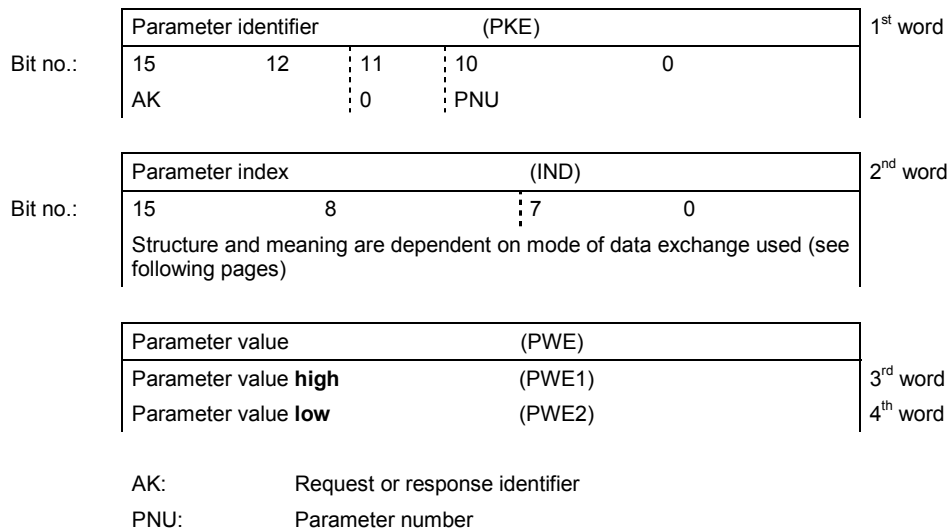 Parameter identifier (PKE) 1st word
Bit no.: 15 12 11 10 0
AK 0 PNU
Parameter index (IND) 2nd word
Bit no.: 15 8 7 0
Structure and meaning are dependent on mode of data exchange used (see
following pages)
Parameter value (PWE)
Parameter value high (PWE1) 3rd word
Parameter value low (PWE2) 4th word
AK: Request or response identifier
PNU: Parameter number